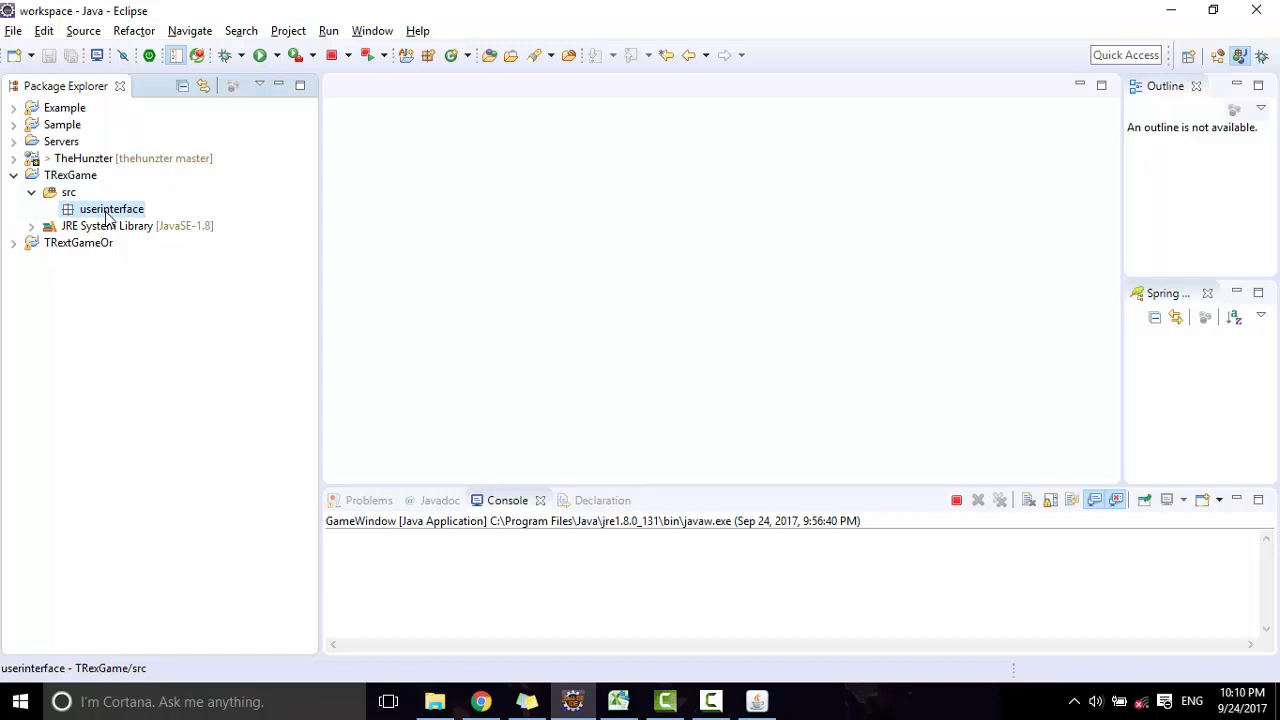 workspace - Java - Eclipse
File Edit Source Refactor Navigate Search Project Run Window Help
Quick Access
Package Explorer
Outline
Example
Sample
Servers
> TheHunzter [thehunzter master]
TRexGame
src
userinterface
JRE System Library [JavaSE-1.8]
TRextGameOr
An outline is not available.
Spring ...
Problems Javadoc Console Declaration
GameWindow [Java Application] C:\Program Files\Java\jre1.8.0_131\bin\javaw.exe (Sep 24, 2017, 9:56:40 PM)
userinterface - TRexGame/src
I'm Cortana. Ask me anything.
ENG
10:10 PM
9/24/2017